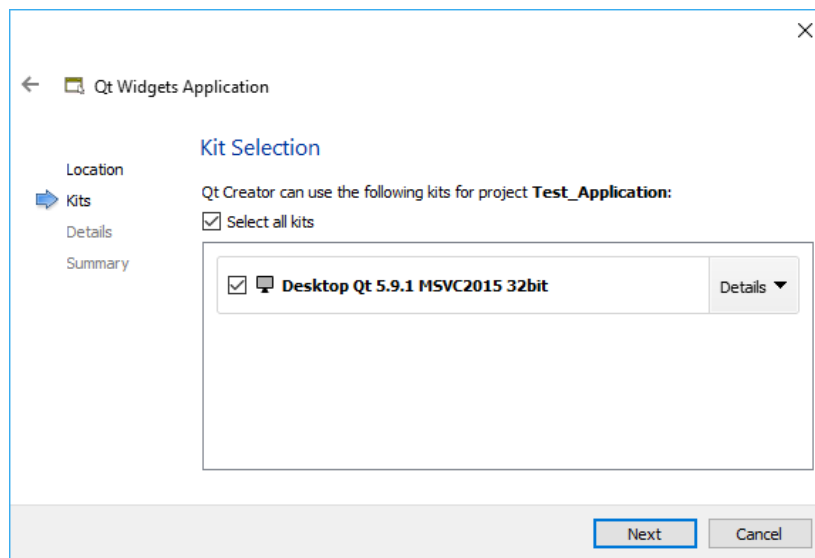 Qt Widgets Application
Location
Kits
Details
Summary
Kit Selection
Qt Creator can use the following kits for project Test_Application:
Select all kits
Desktop Qt 5.9.1 MSVC2015 32bit
Details
Next
Cancel